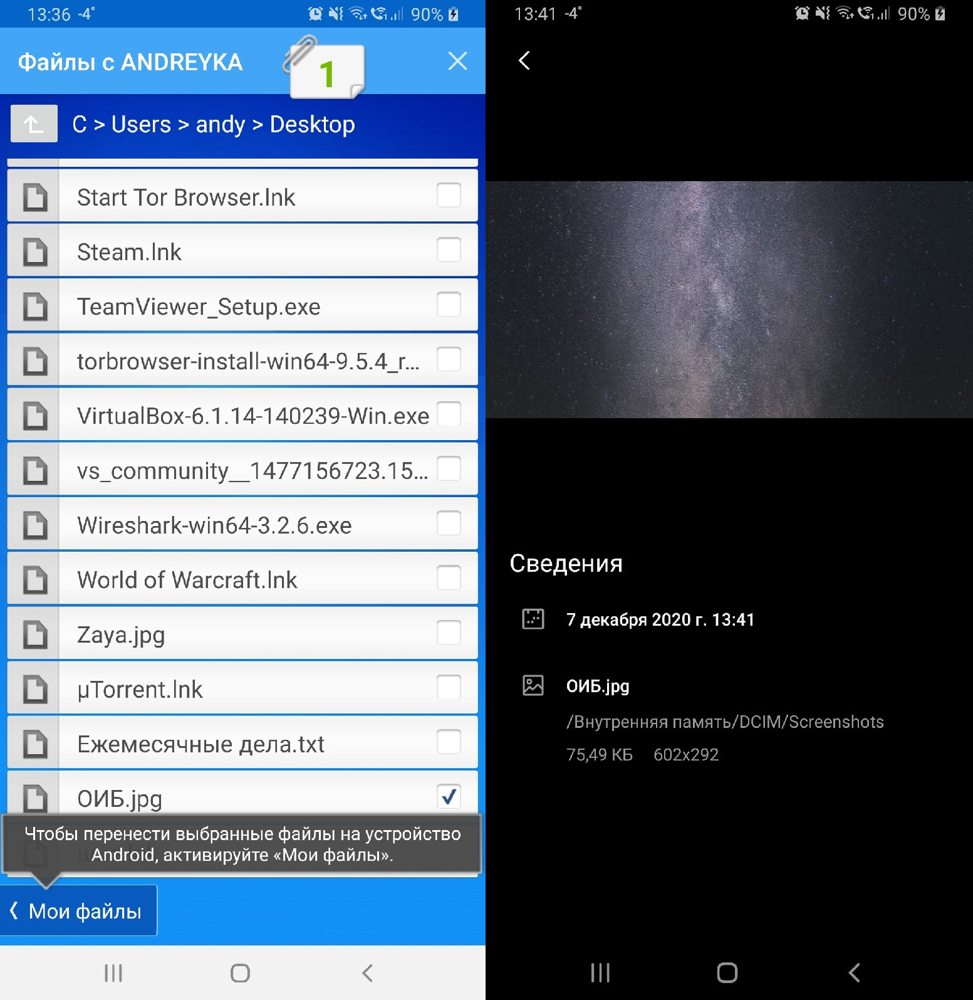 13:36 -4°
90%
Файлы с ANDREYKA
1
C > Users > andy > Desktop
Start Tor Browser.lnk
Steam.lnk
TeamViewer_Setup.exe
torbrowser-install-win64-9.5.4_r...
VirtualBox-6.1.14-140239-Win.exe
vs_community__1477156723.15...
Wireshark-win64-3.2.6.exe
World of Warcraft.lnk
Zaya.jpg
µTorrent.lnk
Ежемесячные дела.txt
ОИБ.jpg
Чтобы перенести выбранные файлы на устройство
Android, активируйте «Мои файлы».
Мои файлы
13:41 -4°
90%
Сведения
7 декабря 2020 г. 13:41
ОИБ.jpg
/Внутренняя память/DCIM/Screenshots
75,49 КБ 602x292